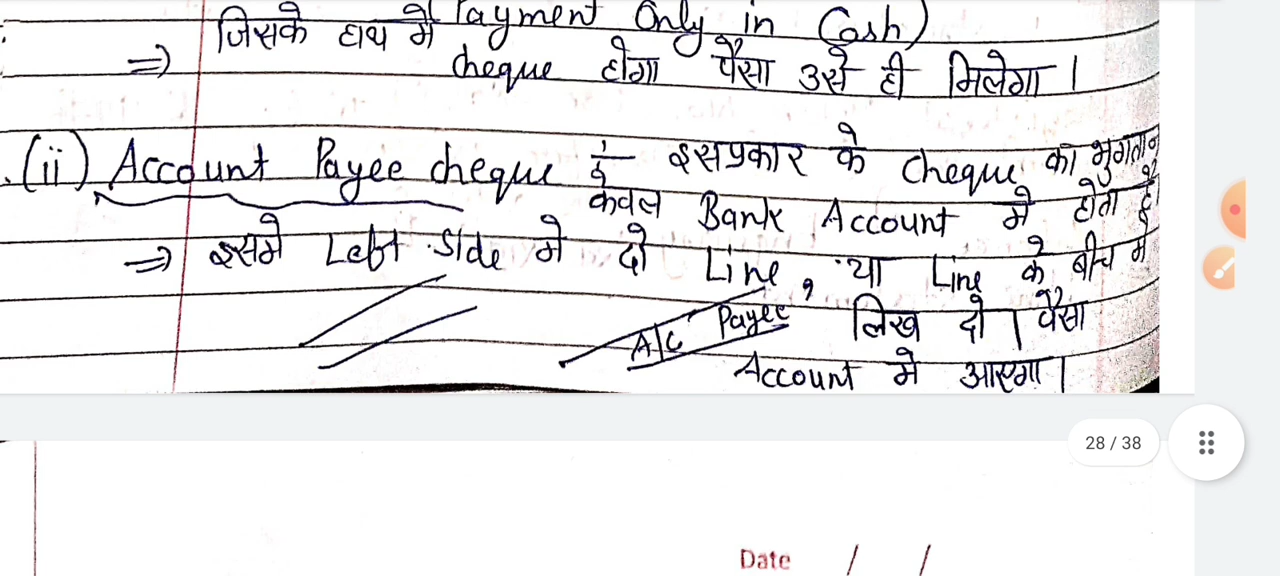 Payment Only in Cash)
⇒ जिसके हाथ में cheque होगा पैसा उसे ही मिलेगा।
(ii) Account Payee cheque ÷ इसप्रकार के Cheque का भुगतान
केवल Bank Account में होता है।
⇒ इसमे Left Side में दो Line, या Line के बीच में
A/C Payee लिख दो। पैसा
Account में आएगा।
28 / 38
Date / /